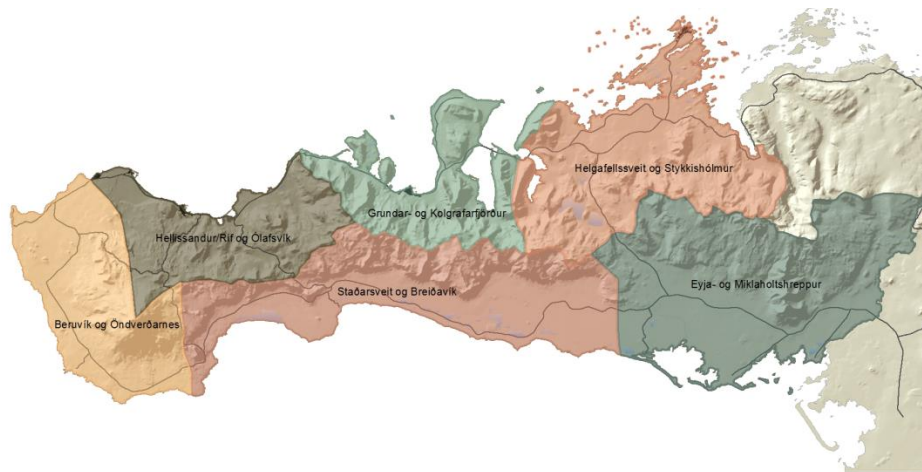 Helgafellssveit og Stykkishólmur
Grundar- og Kolgrafarfjörður
Hellissandur/Rif og Ólafsvík
Eyja- og Miklaholtshreppur
Staðarsveit og Breiðavík
Beruvík og Öndverðarnes